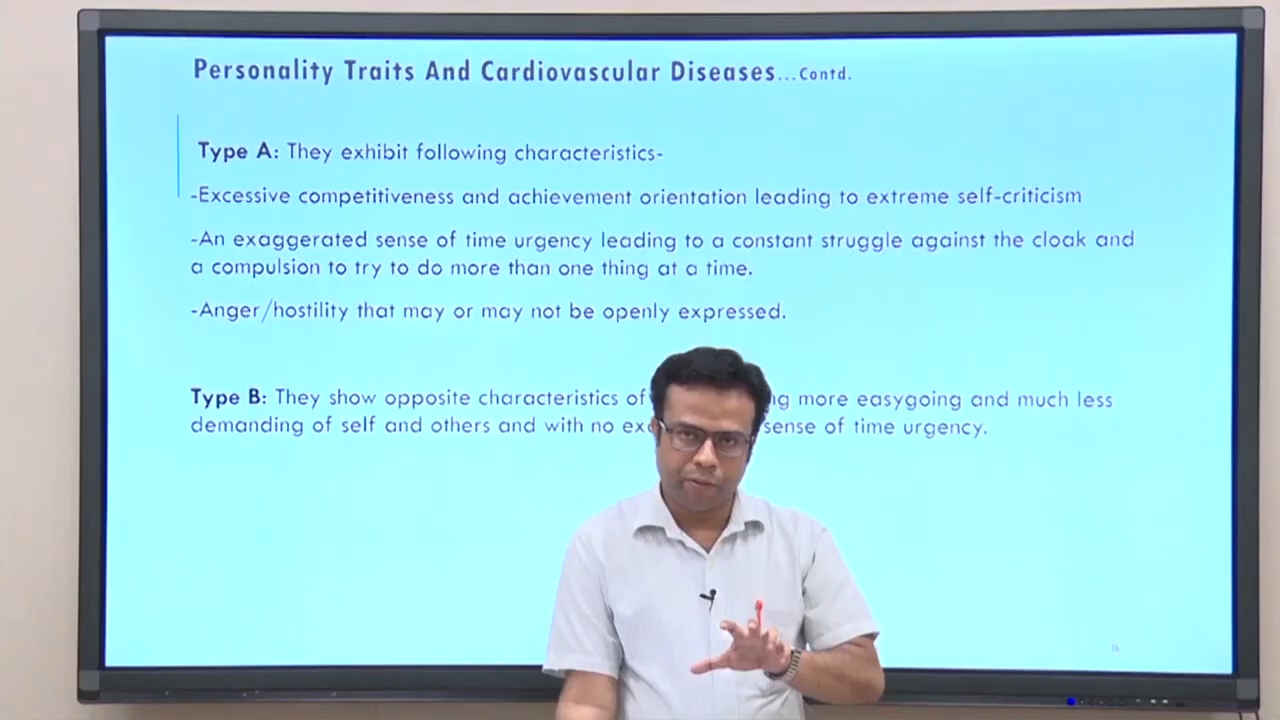 Personality Traits And Cardiovascular Diseases...Contd.
Type A: They exhibit following characteristics-
-Excessive competitiveness and achievement orientation leading to extreme self-criticism
-An exaggerated sense of time urgency leading to a constant struggle against the cloak and
a compulsion to try to do more than one thing at a time.
-Anger/hostility that may or may not be openly expressed.
Type B: They show opposite characteristics of more easygoing and much less
demanding of self and others and with no sense of time urgency.